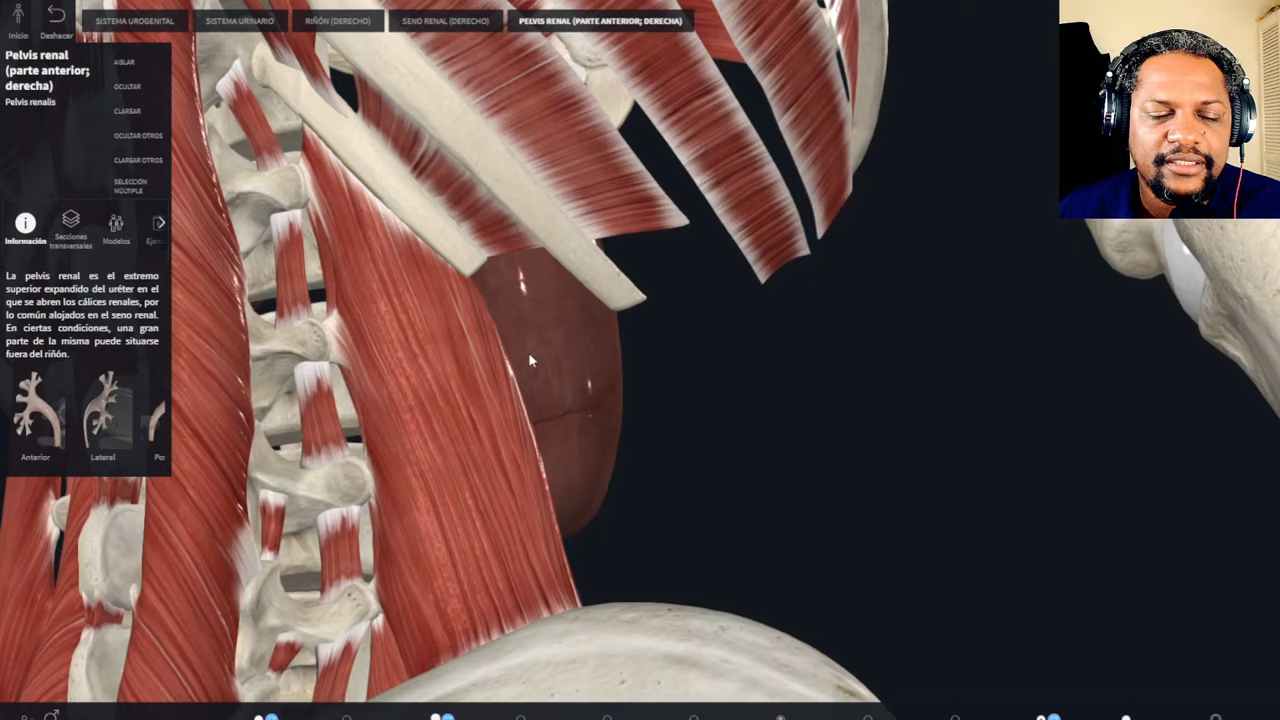 SISTEMA UROGENITAL
SISTEMA URINARIO
RIÑÓN (DERECHO)
SENO RENAL (DERECHO)
PELVIS RENAL (PARTE ANTERIOR; DERECHA)
Inicio
Deshacer
Pelvis renal
(parte anterior;
derecha)
Pelvis renalis
AISLAR
OCULTAR
CLAREAR
OCULTAR OTROS
CLAREAR OTROS
SELECCIÓN
MÚLTIPLE
Información
Secciones
transversales
Modelos
La pelvis renal es el extremo
superior expandido del uréter en el
que se abren los cálices renales, por
lo común alojados en el seno renal.
En ciertas condiciones, una gran
parte de la misma puede situarse
fuera del riñón.
Anterior
Lateral